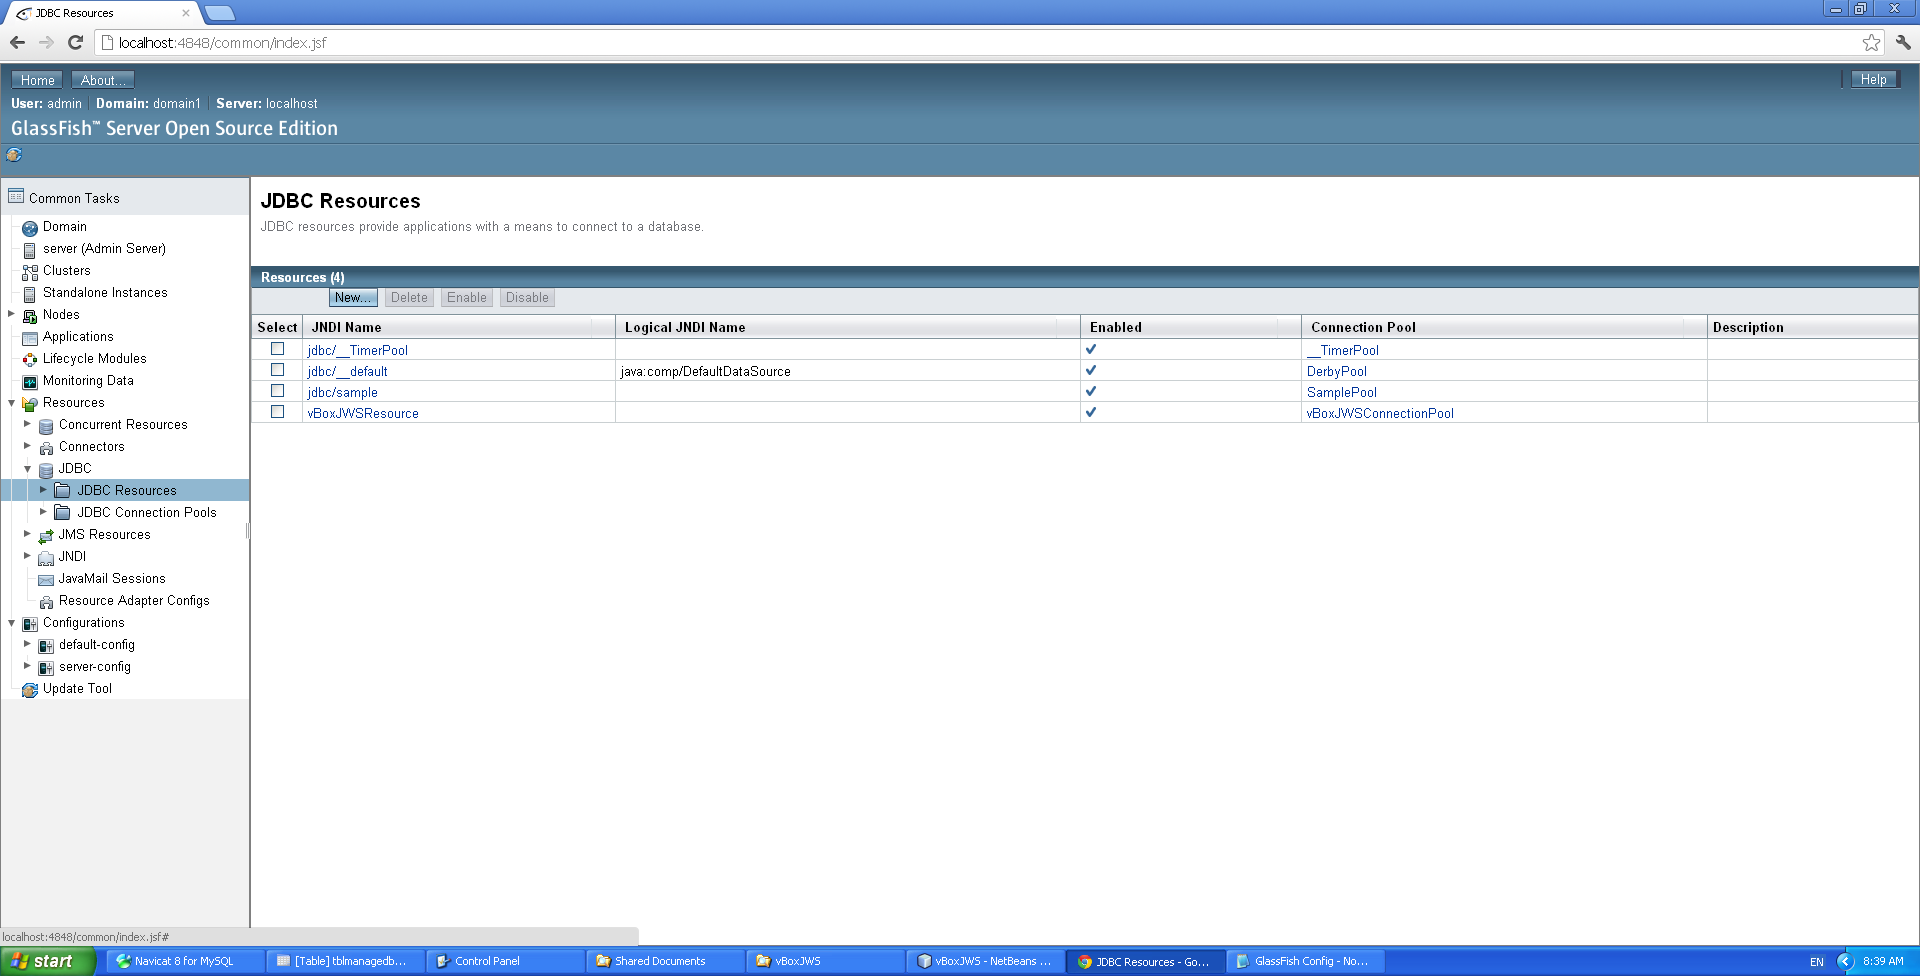 JDBC Resources
localhost:4848/common/index.jsf
Home About... Help
User: admin Domain: domain1 Server: localhost
GlassFish™ Server Open Source Edition
Common Tasks
Domain
server (Admin Server)
Clusters
Standalone Instances
Nodes
Applications
Lifecycle Modules
Monitoring Data
Resources
Concurrent Resources
Connectors
JDBC
JDBC Resources
JDBC Connection Pools
JMS Resources
JNDI
JavaMail Sessions
Resource Adapter Configs
Configurations
default-config
server-config
Update Tool
JDBC Resources
JDBC resources provide applications with a means to connect to a database.
Resources (4)
New... Delete Enable Disable
Select JNDI Name Logical JNDI Name Enabled Connection Pool Description
jdbc/__TimerPool __TimerPool
jdbc/__default java:comp/DefaultDataSource DerbyPool
jdbc/sample SamplePool
vBoxJWSResource vBoxJWSConnectionPool
localhost:4848/common/index.jsf#
start Navicat 8 for MySQL [Table] tblmanagedb... Control Panel Shared Documents vBoxJWS vBoxJWS - NetBeans ... JDBC Resources - Go... GlassFish Config - No... EN 8:39 AM